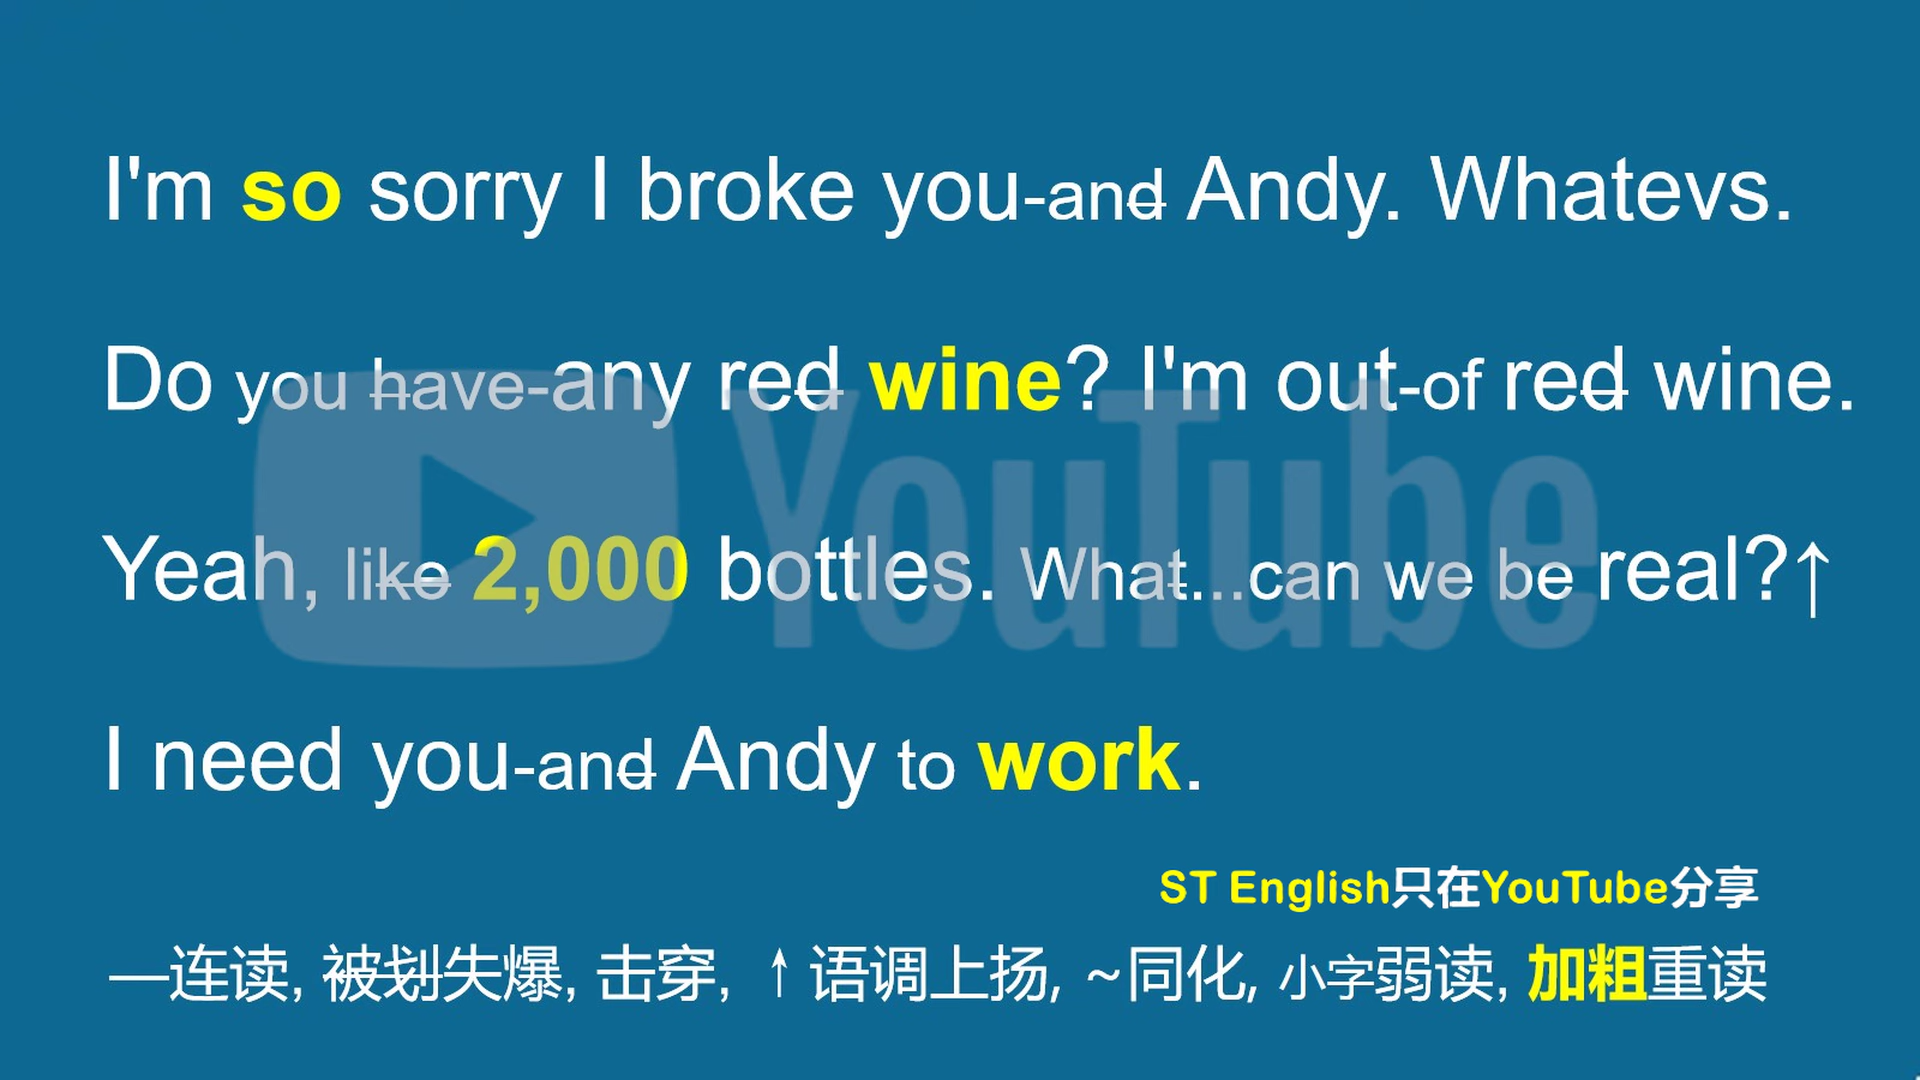 I'm so sorry I broke you-and Andy. Whatevs.
Do you have-any red wine? I'm out-of red wine.
YouTube
Yeah, like 2,000 bottles. What...can we be real?↑
I need you-and Andy to work.
ST English只在YouTube分享
—连读, 被划失爆, 击穿, ↑语调上扬, ~同化, 小字弱读, 加粗重读